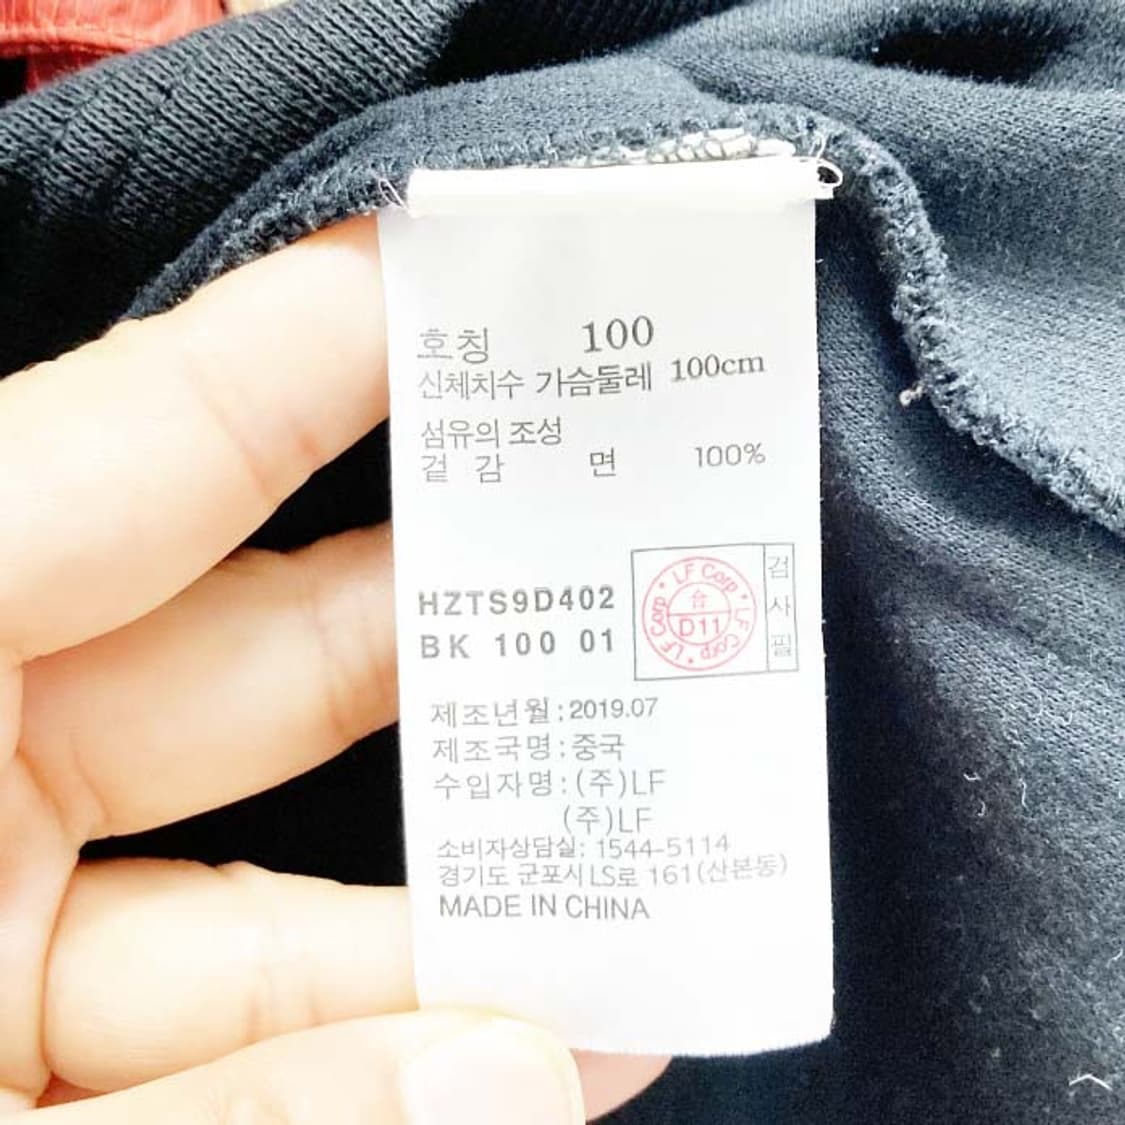 호칭 100
신체치수 가슴둘레 100cm
섬유의 조성
겉 감 면 100%
HZTS9D402
BK 100 01
LF Corp · LF Corp · LF Corp ·
合
D11
검사필
제조년월 : 2019.07
제조국명 : 중국
수입자명 : (주)LF
(주)LF
소비자상담실: 1544-5114
경기도 군포시 LS로 161(산본동)
MADE IN CHINA